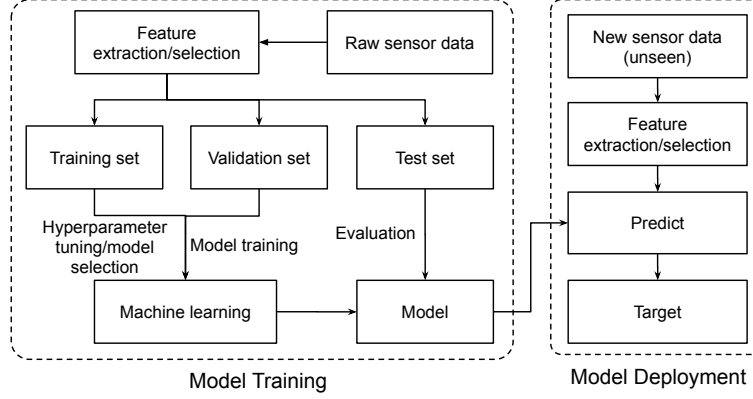 Feature
extraction/selection
Raw sensor data
New sensor data
(unseen)
Training set
Validation set
Test set
Feature
extraction/selection
Hyperparameter
tuning/model
selection
Model training
Evaluation
Predict
Machine learning
Model
Target
Model Training
Model Deployment